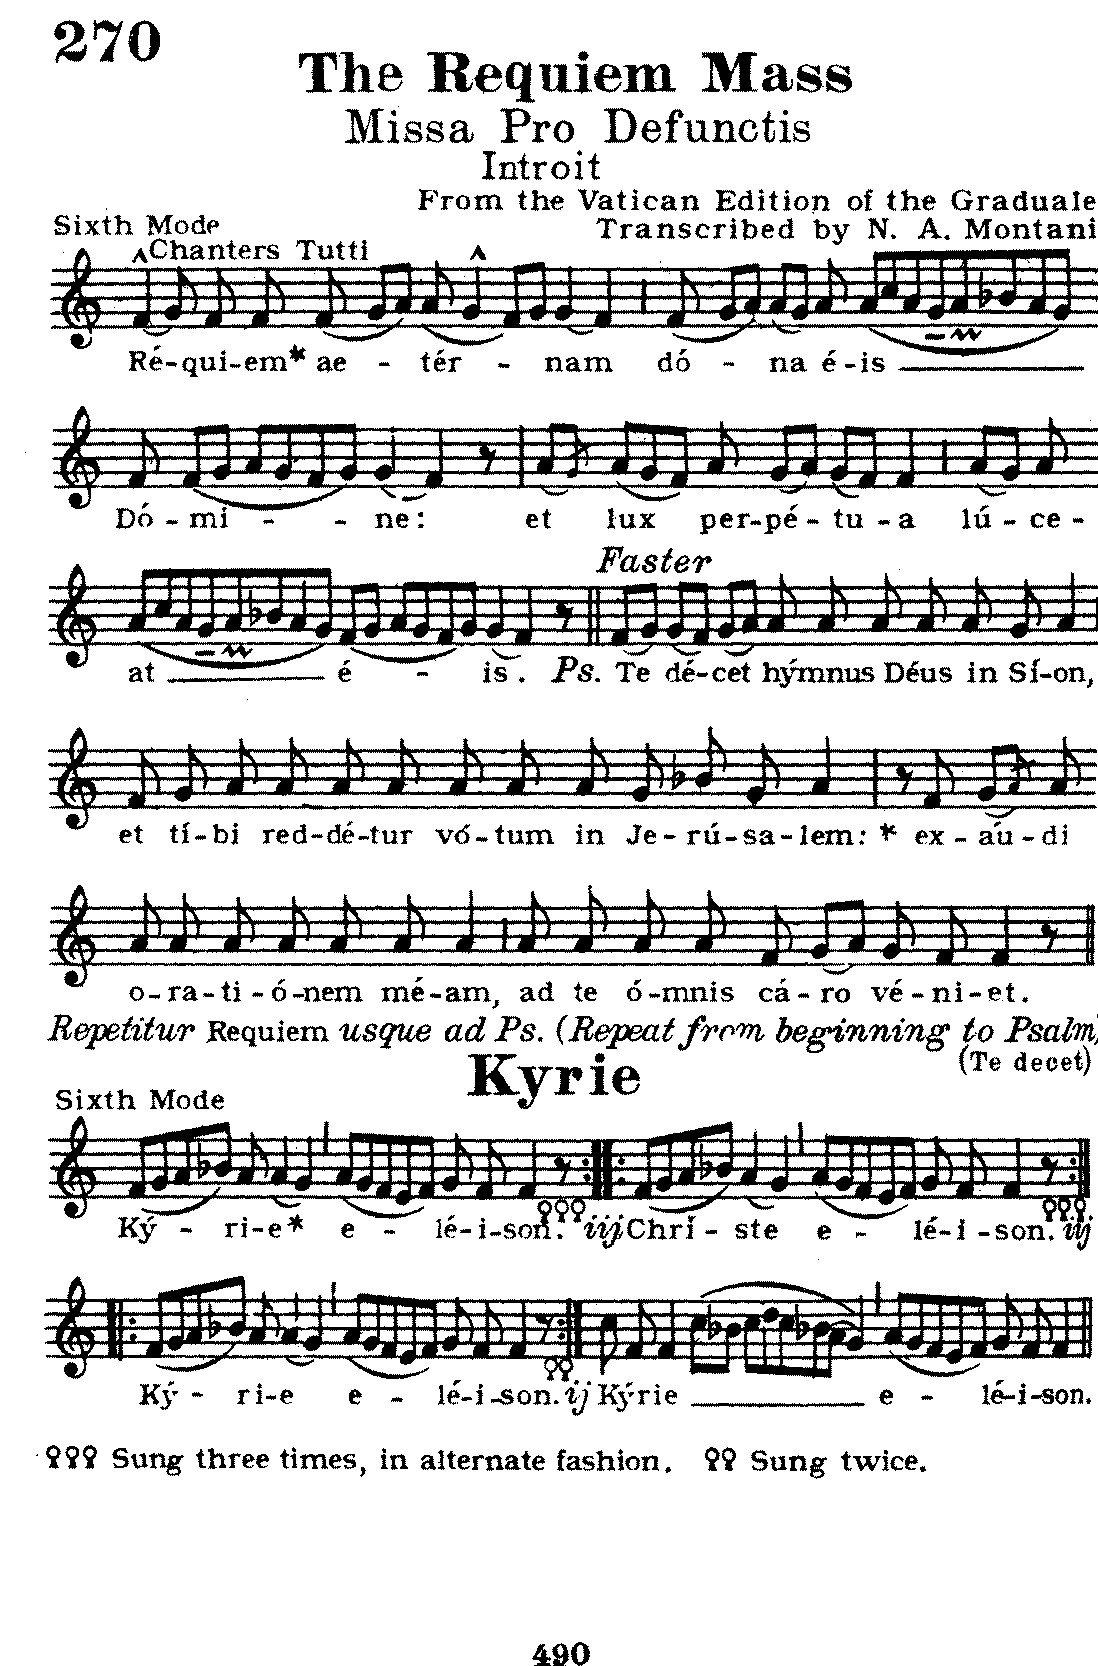 270
The Requiem Mass
Missa Pro Defunctis
Introit
From the Vatican Edition of the Graduale
Sixth Mode
Transcribed by N. A. Montani
Chanters Tutti
Ré-qui-em* ae - tér - nam dó - na é-is
Dó - mi - - ne: et lux per-pé-tu-a lú-ce-
Faster
at é - is. Ps. Te dé-cet hýmnus Déus in Sí-on,
et tí-bi red-dé-tur vó-tum in Je-rú-sa-lem: * ex-áu-di
o-ra-ti-ó-nem mé-am, ad te ó-mnis cá-ro vé-ni-et.
Repetitur Requiem usque ad Ps. (Repeat from beginning to Psalm)
(Te decet)
Kyrie
Sixth Mode
Ký - ri-e* e - lé-i-son. iij Chrí-ste e - lé-i-son. iij
Ký - ri-e e - lé-i-son. ij Kýrie e - lé-i-son.
Sung three times, in alternate fashion. Sung twice.
490